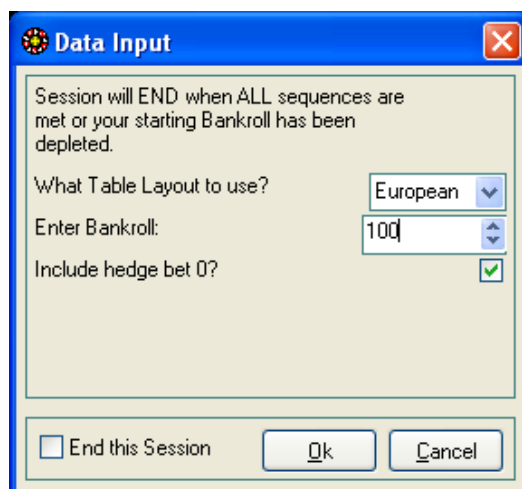 Data Input
Session will END when ALL sequences are
met or your starting Bankroll has been
depleted.
What Table Layout to use?
European
Enter Bankroll:
100
Include hedge bet 0?
End this Session
Ok
Cancel